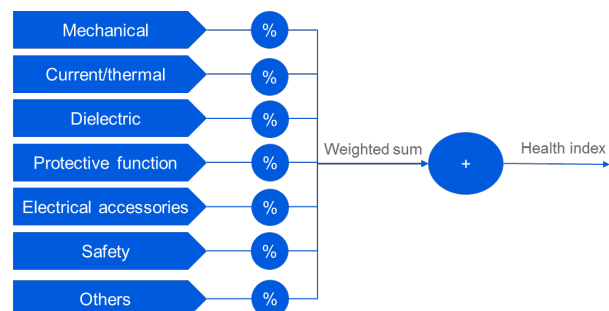 Mechanical
%
Current/thermal
%
Dielectric
%
Protective function
%
Weighted sum
+
Health index
Electrical accessories
%
Safety
%
Others
%